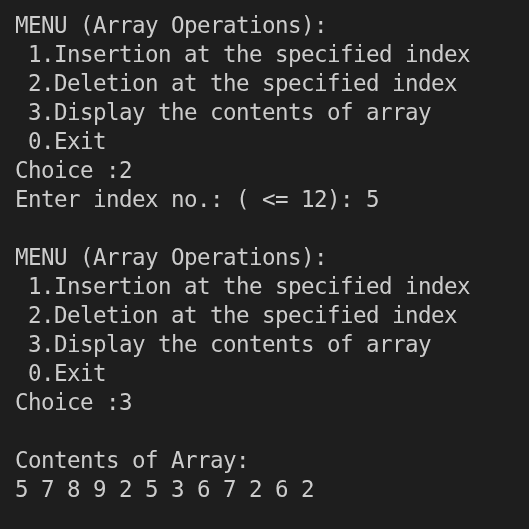 MENU (Array Operations):
 1.Insertion at the specified index
 2.Deletion at the specified index
 3.Display the contents of array
 0.Exit
Choice :2
Enter index no.: ( <= 12): 5

MENU (Array Operations):
 1.Insertion at the specified index
 2.Deletion at the specified index
 3.Display the contents of array
 0.Exit
Choice :3

Contents of Array:
5 7 8 9 2 5 3 6 7 2 6 2